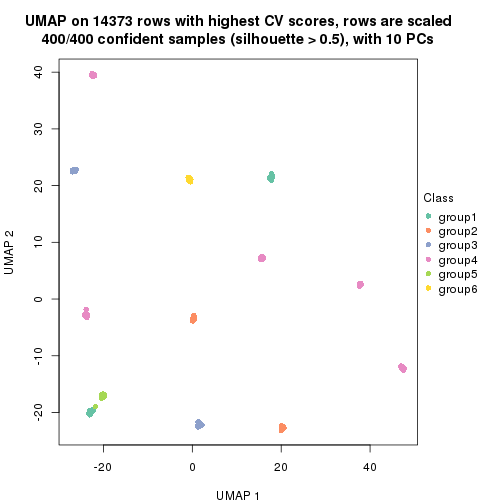 UMAP on 14373 rows with highest CV scores, rows are scaled
400/400 confident samples (silhouette > 0.5), with 10 PCs
40
30
20
10
0
-10
-20
UMAP 2
-20
0
20
40
UMAP 1
Class
group1
group2
group3
group4
group5
group6